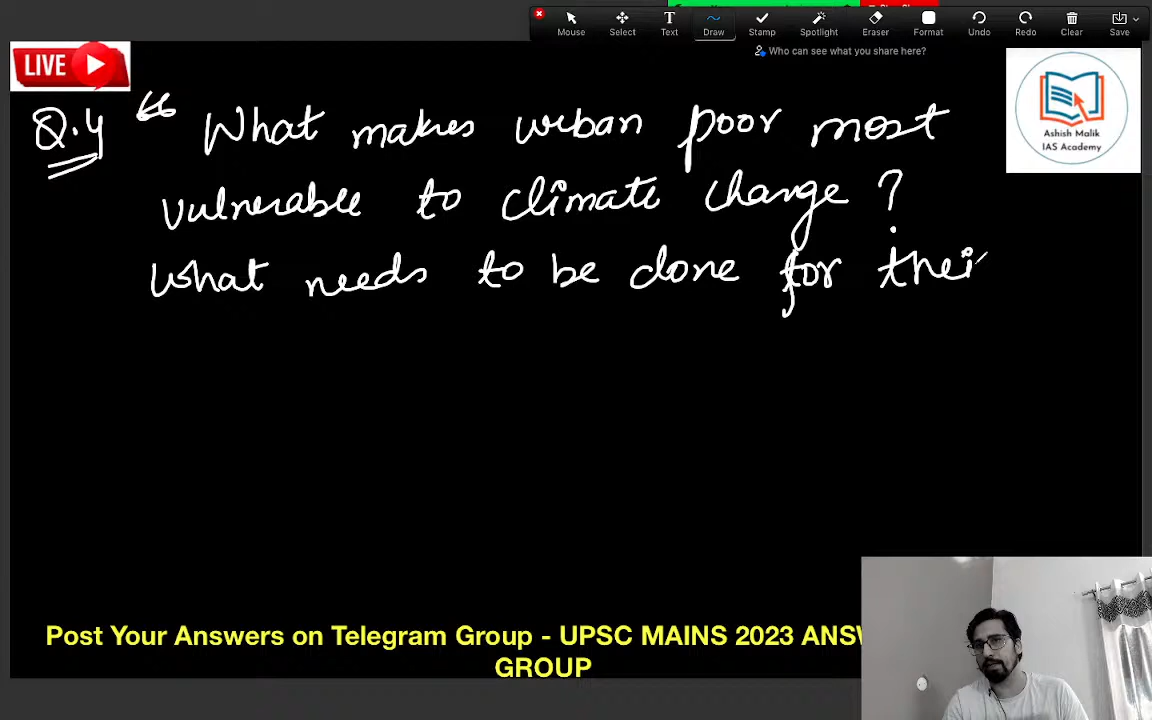 Mouse Select Text Draw Stamp Spotlight Eraser Format Undo Redo Clear Save
Who can see what you share here?
LIVE
Ashish Malik
IAS Academy
Q.4 “ What makes urban poor most
vulnerable to climate change ?
What needs to be done for thei
Post Your Answers on Telegram Group - UPSC MAINS 2023
GROUP